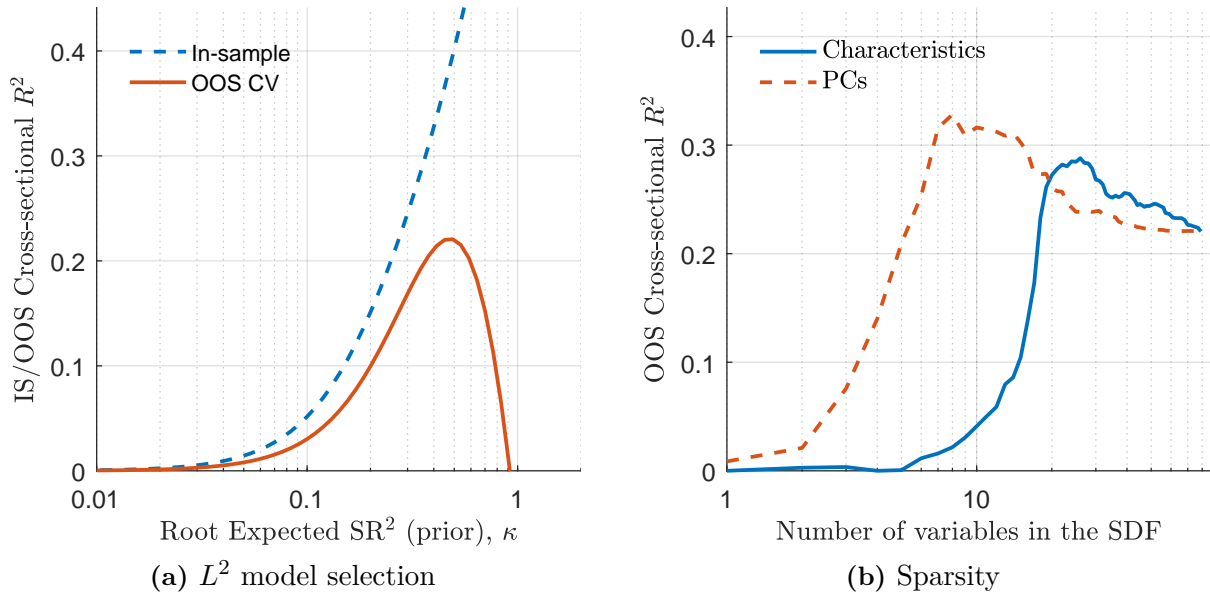 0.4
0.3
0.2
0.1
0
0.01
0.1
1
IS/OOS Cross-sectional R²
In-sample
OOS CV
Root Expected SR² (prior), κ
(a) L² model selection
0.4
0.3
0.2
0.1
0
1
10
OOS Cross-sectional R²
Characteristics
PCs
Number of variables in the SDF
(b) Sparsity